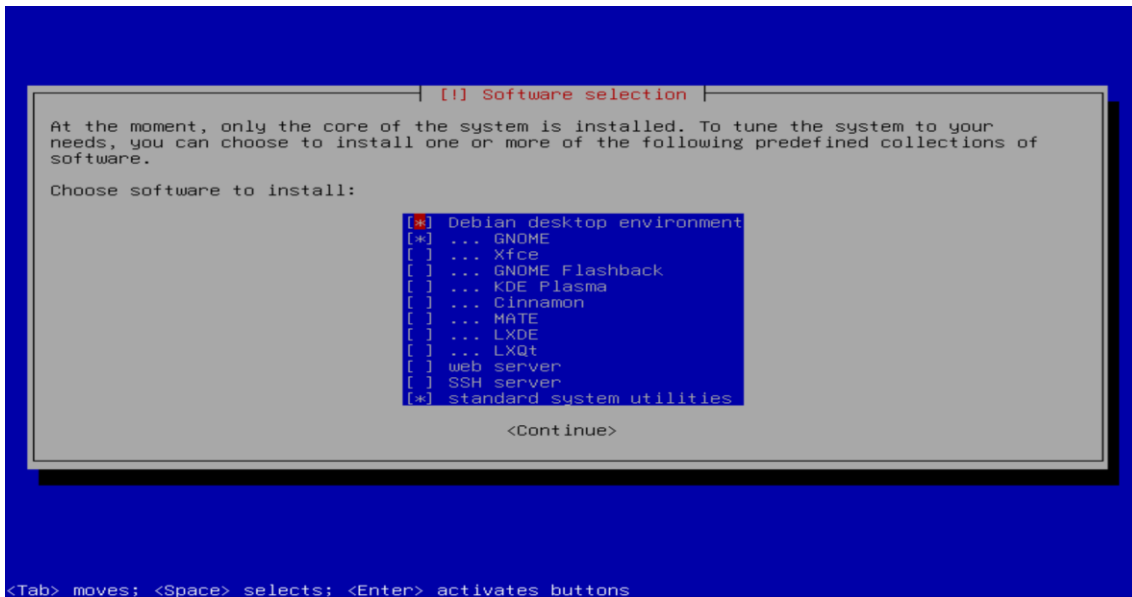 [!] Software selection
At the moment, only the core of the system is installed. To tune the system to your
needs, you can choose to install one or more of the following predefined collections of
software.
Choose software to install:
[*] Debian desktop environment
[*] ... GNOME
[ ] ... Xfce
[ ] ... GNOME Flashback
[ ] ... KDE Plasma
[ ] ... Cinnamon
[ ] ... MATE
[ ] ... LXDE
[ ] ... LXQt
[ ] web server
[ ] SSH server
[*] standard system utilities
<Continue>
<Tab> moves; <Space> selects; <Enter> activates buttons